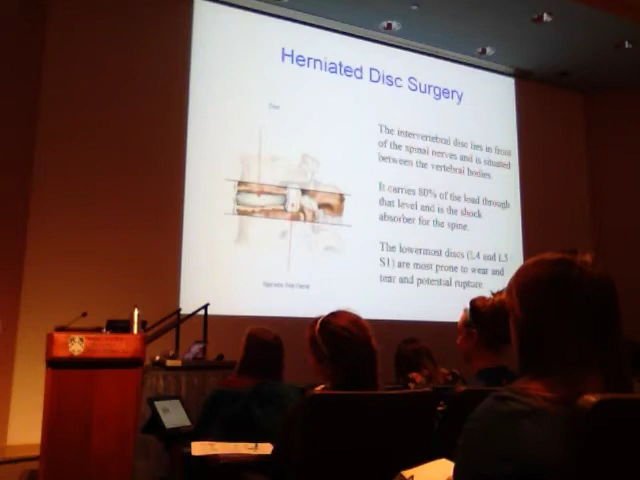 Herniated Disc Surgery
Disc
The intervertebral disc lies in front
of the spinal nerves and is situated
between the vertebral bodies.
It carries 80% of the load through
that level and is the shock
absorber for the spine.
The lowermost discs (L4 and L5
S1) are most prone to wear and
tear and potential rupture.